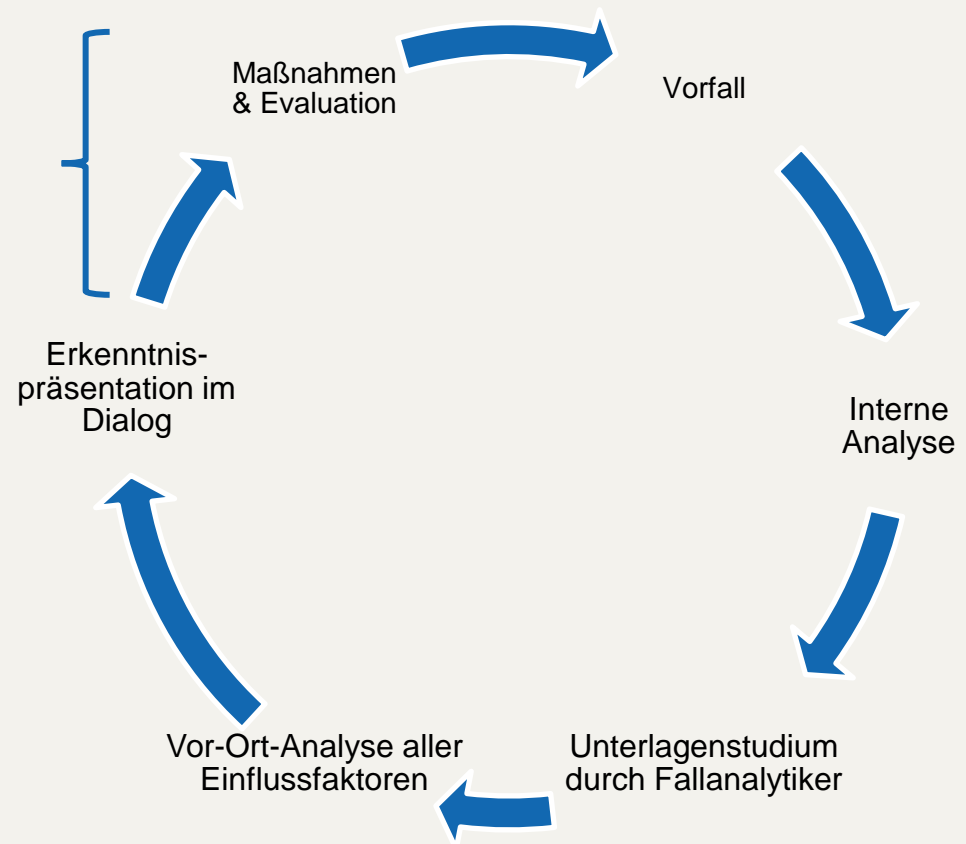 Maßnahmen
& Evaluation
Vorfall
Interne
Analyse
Unterlagenstudium
durch Fallanalytiker
Vor-Ort-Analyse aller
Einflussfaktoren
Erkenntnis-
präsentation im
Dialog